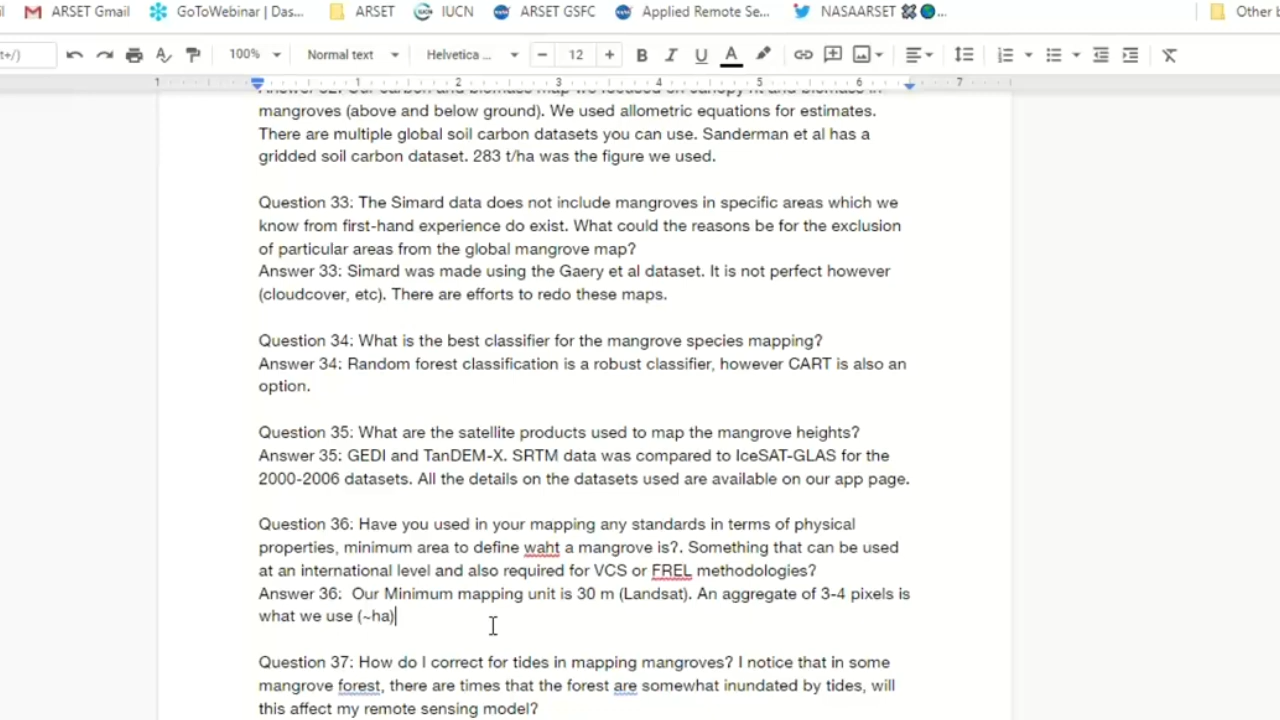 ARSET Gmail GoToWebinar | Das... ARSET IUCN ARSET GSFC Applied Remote Se... NASAARSET Other b
t+/) 100% Normal text Helvetica ... 12 B I U A
1 1 2 3 4 5 6 7
mangroves (above and below ground). We used allometric equations for estimates.
There are multiple global soil carbon datasets you can use. Sanderman et al has a
gridded soil carbon dataset. 283 t/ha was the figure we used.
Question 33: The Simard data does not include mangroves in specific areas which we
know from first-hand experience do exist. What could the reasons be for the exclusion
of particular areas from the global mangrove map?
Answer 33: Simard was made using the Gaery et al dataset. It is not perfect however
(cloudcover, etc). There are efforts to redo these maps.
Question 34: What is the best classifier for the mangrove species mapping?
Answer 34: Random forest classification is a robust classifier, however CART is also an
option.
Question 35: What are the satellite products used to map the mangrove heights?
Answer 35: GEDI and TanDEM-X. SRTM data was compared to IceSAT-GLAS for the
2000-2006 datasets. All the details on the datasets used are available on our app page.
Question 36: Have you used in your mapping any standards in terms of physical
properties, minimum area to define waht a mangrove is?. Something that can be used
at an international level and also required for VCS or FREL methodologies?
Answer 36:  Our Minimum mapping unit is 30 m (Landsat). An aggregate of 3-4 pixels is
what we use (~ha)
Question 37: How do I correct for tides in mapping mangroves? I notice that in some
mangrove forest, there are times that the forest are somewhat inundated by tides, will
this affect my remote sensing model?